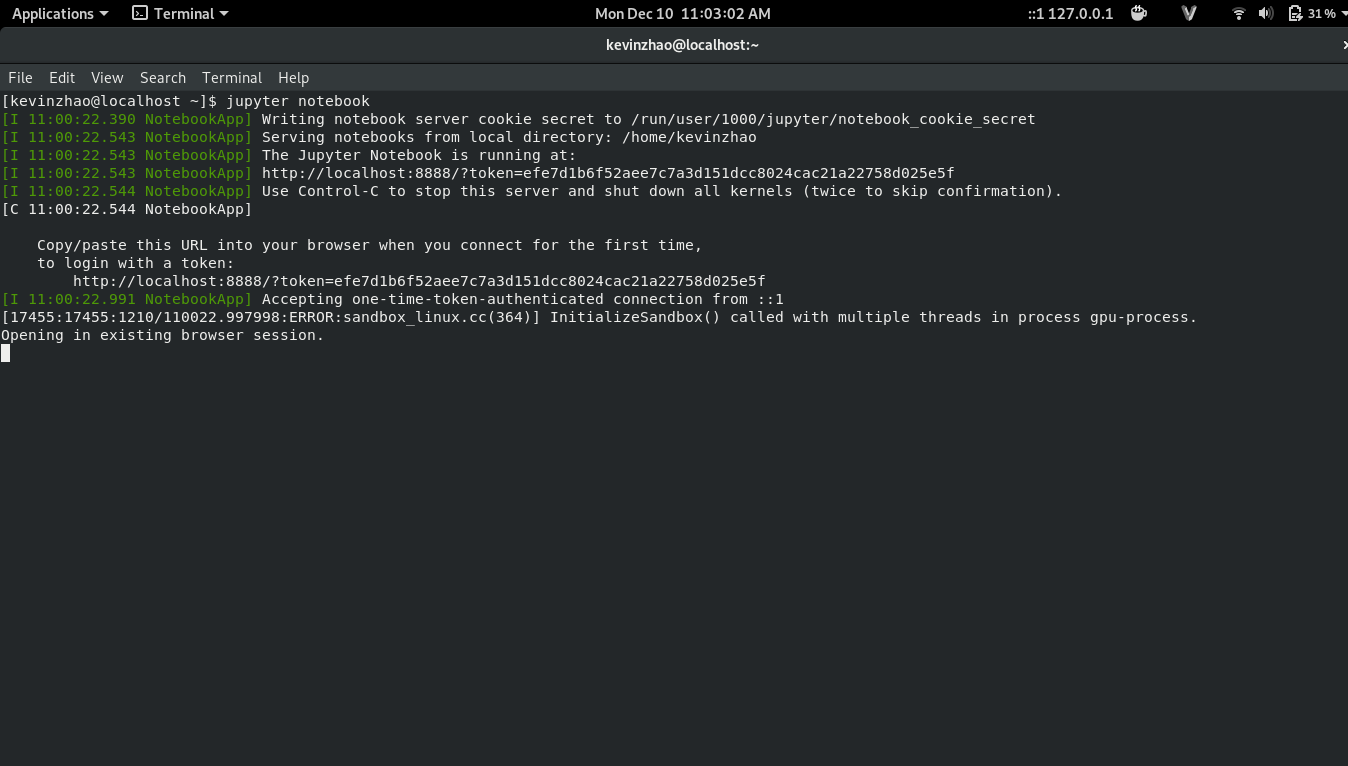 Applications Terminal Mon Dec 10 11:03:02 AM ::1 127.0.0.1 31 %
kevinzhao@localhost:~
File Edit View Search Terminal Help
[kevinzhao@localhost ~]$ jupyter notebook
[I 11:00:22.390 NotebookApp] Writing notebook server cookie secret to /run/user/1000/jupyter/notebook_cookie_secret
[I 11:00:22.543 NotebookApp] Serving notebooks from local directory: /home/kevinzhao
[I 11:00:22.543 NotebookApp] The Jupyter Notebook is running at:
[I 11:00:22.543 NotebookApp] http://localhost:8888/?token=efe7d1b6f52aee7c7a3d151dcc8024cac21a22758d025e5f
[I 11:00:22.544 NotebookApp] Use Control-C to stop this server and shut down all kernels (twice to skip confirmation).
[C 11:00:22.544 NotebookApp]
Copy/paste this URL into your browser when you connect for the first time,
to login with a token:
http://localhost:8888/?token=efe7d1b6f52aee7c7a3d151dcc8024cac21a22758d025e5f
[I 11:00:22.991 NotebookApp] Accepting one-time-token-authenticated connection from ::1
[17455:17455:1210/110022.997998:ERROR:sandbox_linux.cc(364)] InitializeSandbox() called with multiple threads in process gpu-process.
Opening in existing browser session.